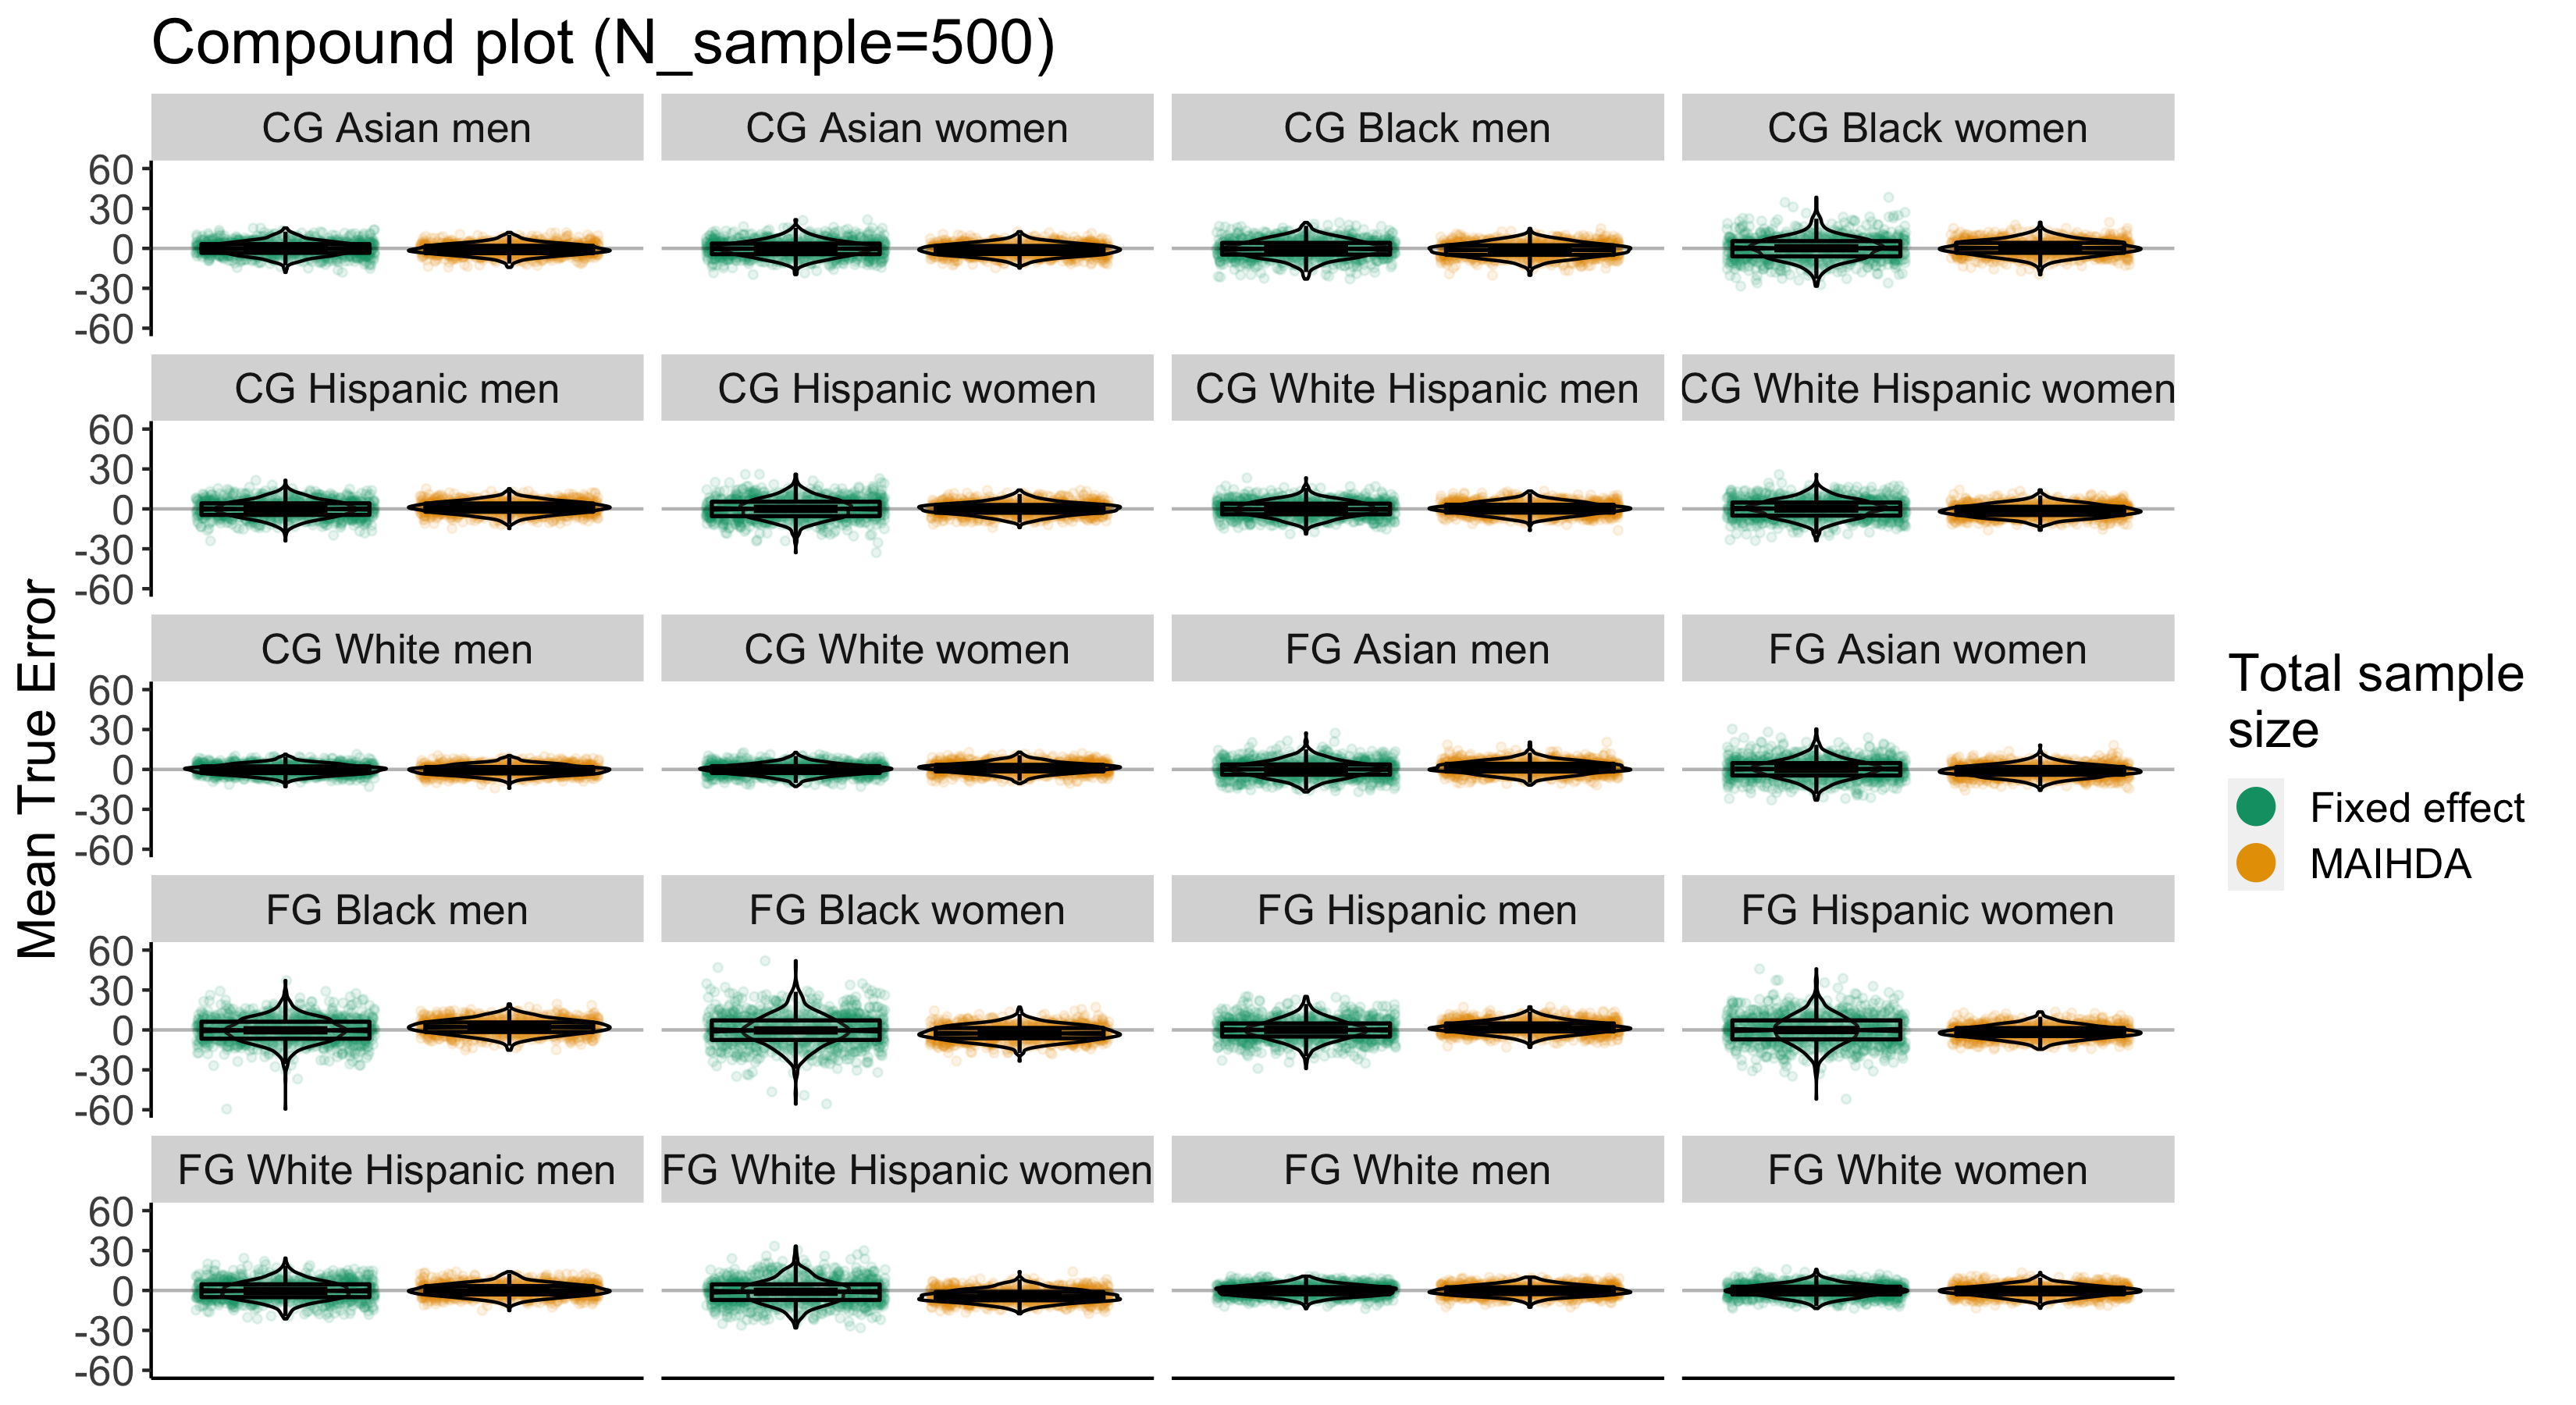 Compound plot (N_sample=500)
CG Asian men
CG Asian women
CG Black men
CG Black women
60
30
0
-30
-60
CG Hispanic men
CG Hispanic women
CG White Hispanic men
CG White Hispanic women
60
30
0
-30
-60
CG White men
CG White women
FG Asian men
FG Asian women
60
30
0
-30
-60
FG Black men
FG Black women
FG Hispanic men
FG Hispanic women
60
30
0
-30
-60
FG White Hispanic men
FG White Hispanic women
FG White men
FG White women
60
30
0
-30
-60
Mean True Error
Total sample
size
Fixed effect
MAIHDA